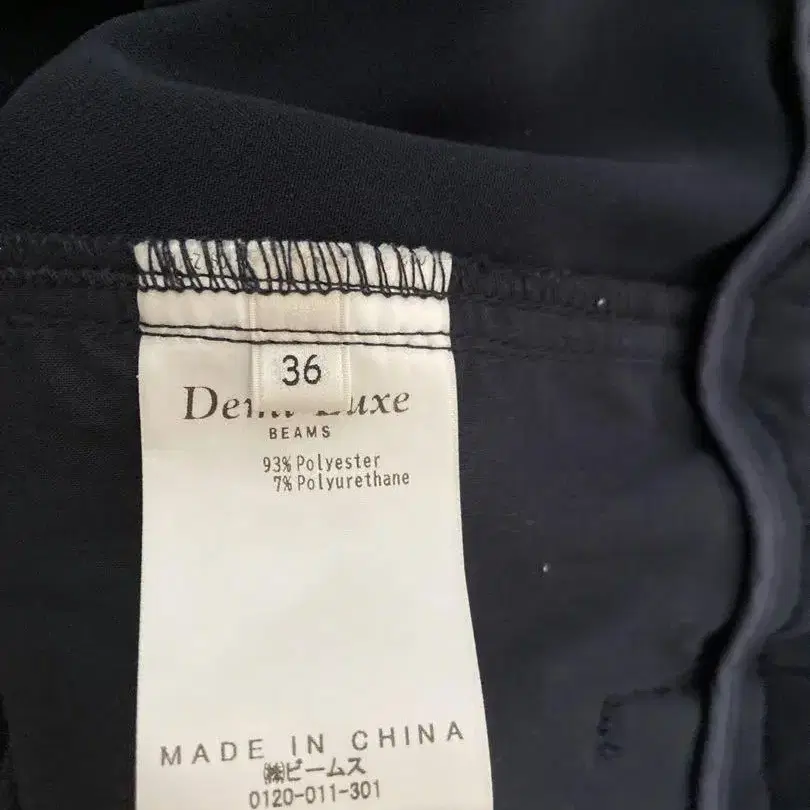 36
Demi-Luxe
BEAMS
93% Polyester
7% Polyurethane
MADE IN CHINA
㈱ビームス
0120-011-301